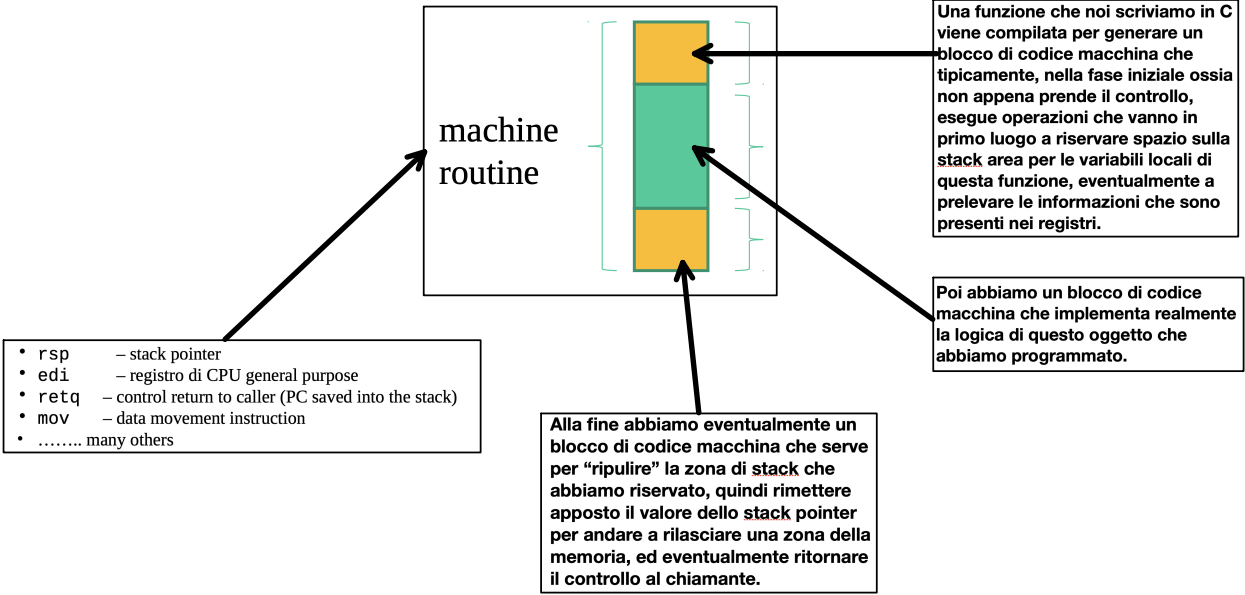 Una funzione che noi scriviamo in C
viene compilata per generare un
blocco di codice macchina che
tipicamente, nella fase iniziale ossia
non appena prende il controllo,
esegue operazioni che vanno in
primo luogo a riservare spazio sulla
stack area per le variabili locali di
questa funzione, eventualmente a
prelevare le informazioni che sono
presenti nei registri.
machine
routine
Poi abbiamo un blocco di codice
macchina che implementa realmente
la logica di questo oggetto che
abbiamo programmato.
• rsp – stack pointer
• edi – registro di CPU general purpose
• retq – control return to caller (PC saved into the stack)
• mov – data movement instruction
• …….. many others
Alla fine abbiamo eventualmente un
blocco di codice macchina che serve
per “ripulire” la zona di stack che
abbiamo riservato, quindi rimettere
apposto il valore dello stack pointer
per andare a rilasciare una zona della
memoria, ed eventualmente ritornare
il controllo al chiamante.